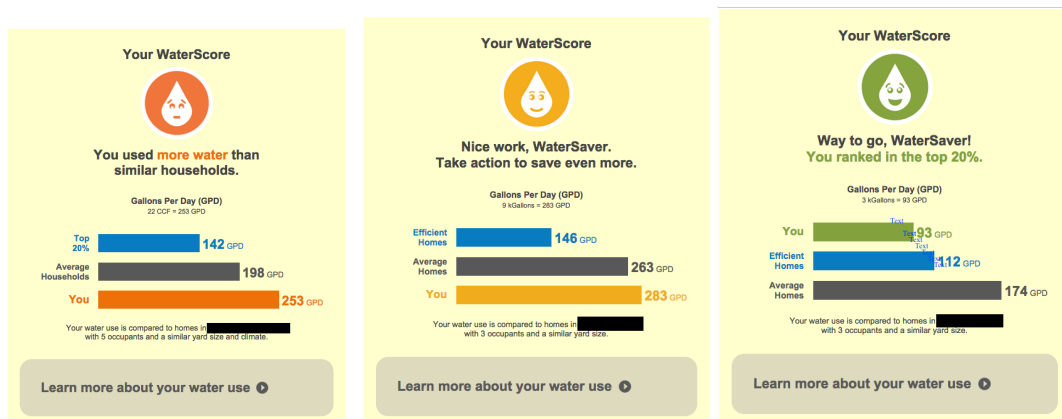 Your WaterScore
You used more water than
similar households.
Gallons Per Day (GPD)
22 CCF = 253 GPD
Top
20%
142 GPD
Average
Households
198 GPD
You
253 GPD
Your water use is compared to homes in
with 5 occupants and a similar yard size and climate.
Learn more about your water use
Your WaterScore
Nice work, WaterSaver.
Take action to save even more.
Gallons Per Day (GPD)
9 kGallons = 283 GPD
Efficient
Homes
146 GPD
Average
Homes
263 GPD
You
283 GPD
Your water use is compared to homes in
with 3 occupants and a similar yard size.
Learn more about your water use
Your WaterScore
Way to go, WaterSaver!
You ranked in the top 20%.
Gallons Per Day (GPD)
3 kGallons = 93 GPD
Text
You
93 GPD
Text
Text
Text
Efficient
Homes
112 GPD
Text
Average
Homes
174 GPD
Your water use is compared to homes in
with 3 occupants and a similar yard size.
Learn more about your water use